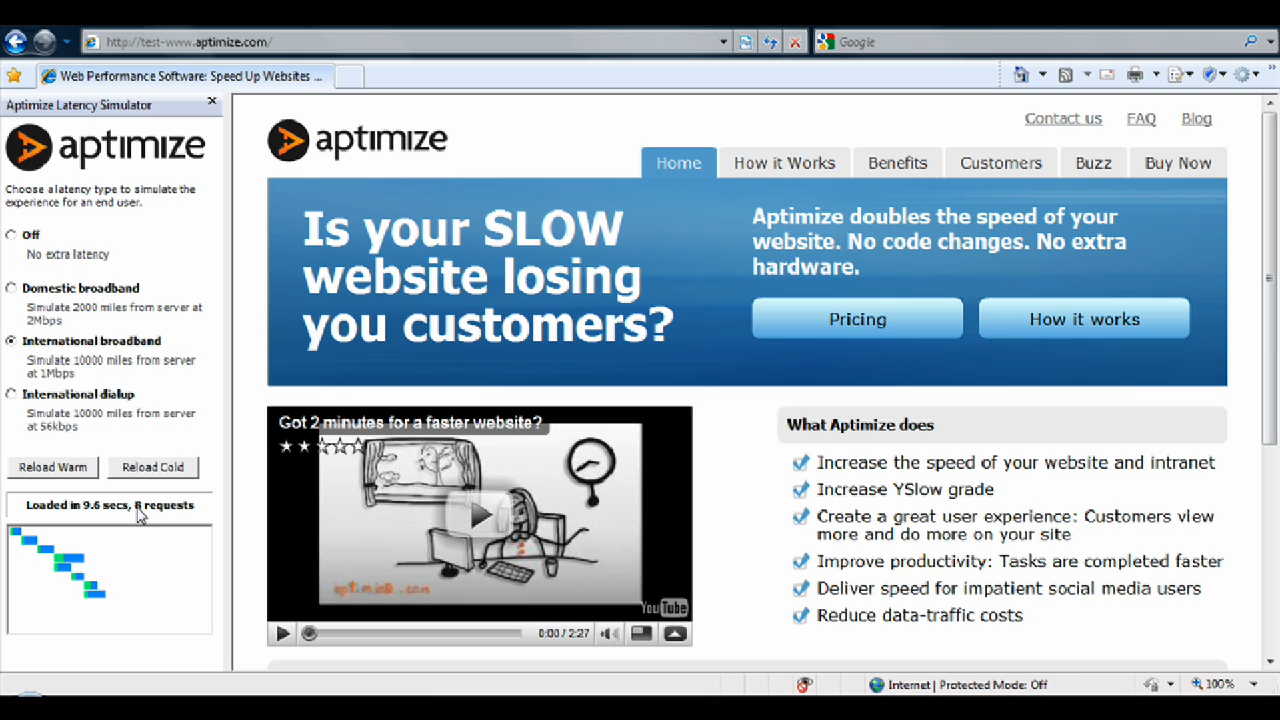 http://test-www.aptimize.com/
Google
Web Performance Software: Speed Up Websites ...
Aptimize Latency Simulator
aptimize
Choose a latency type to simulate the
experience for an end user.
Off
No extra latency
Domestic broadband
Simulate 2000 miles from server at
2Mbps
International broadband
Simulate 10000 miles from server
at 1Mbps
International dialup
Simulate 10000 miles from server
at 56kbps
Reload Warm
Reload Cold
Loaded in 9.6 secs, 8 requests
aptimize
Contact us
FAQ
Blog
Home
How it Works
Benefits
Customers
Buzz
Buy Now
Is your SLOW
website losing
you customers?
Aptimize doubles the speed of your
website. No code changes. No extra
hardware.
Pricing
How it works
Got 2 minutes for a faster website?
YouTube
0:00 / 2:27
What Aptimize does
Increase the speed of your website and intranet
Increase YSlow grade
Create a great user experience: Customers view
more and do more on your site
Improve productivity: Tasks are completed faster
Deliver speed for impatient social media users
Reduce data-traffic costs
Internet | Protected Mode: Off
100%